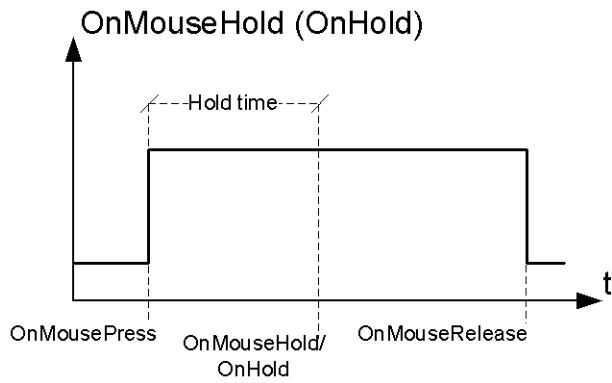 OnMouseHold (OnHold)
Hold time
t
OnMousePress
OnMouseHold/
OnHold
OnMouseRelease